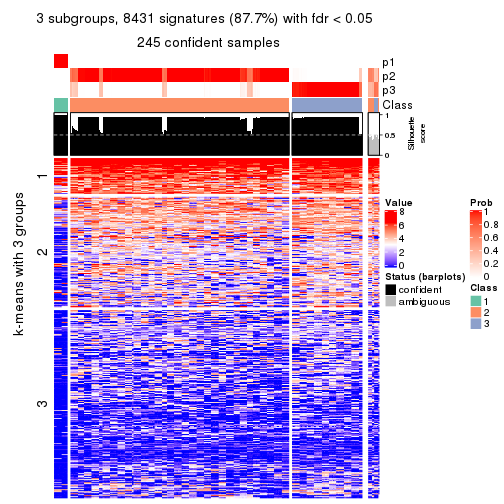 3 subgroups, 8431 signatures (87.7%) with fdr < 0.05
245 confident samples
p1
p2
p3
Class
1
0.5
0
Silhouette
score
k-means with 3 groups
1
2
3
Value
8
6
4
2
0
Status (barplots)
confident
ambiguous
Prob
1
0.8
0.6
0.4
0.2
0
Class
1
2
3